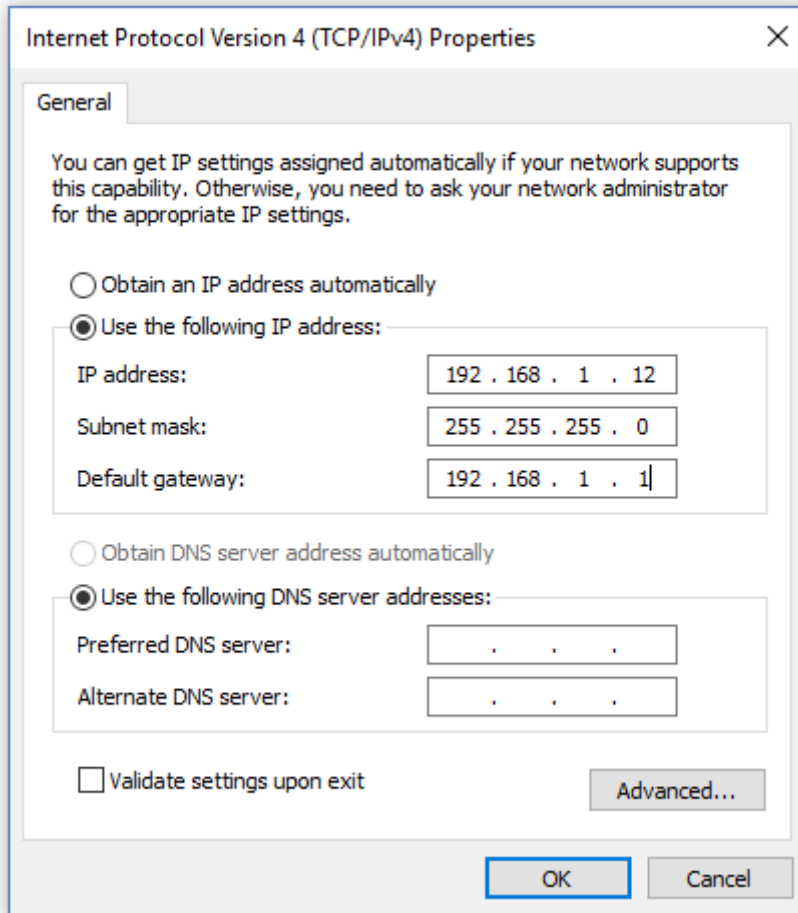 Internet Protocol Version 4 (TCP/IPv4) Properties
General
You can get IP settings assigned automatically if your network supports
this capability. Otherwise, you need to ask your network administrator
for the appropriate IP settings.
Obtain an IP address automatically
Use the following IP address:
IP address: 192 . 168 . 1 . 12
Subnet mask: 255 . 255 . 255 . 0
Default gateway: 192 . 168 . 1 . 1
Obtain DNS server address automatically
Use the following DNS server addresses:
Preferred DNS server: . . .
Alternate DNS server: . . .
Validate settings upon exit
Advanced...
OK Cancel